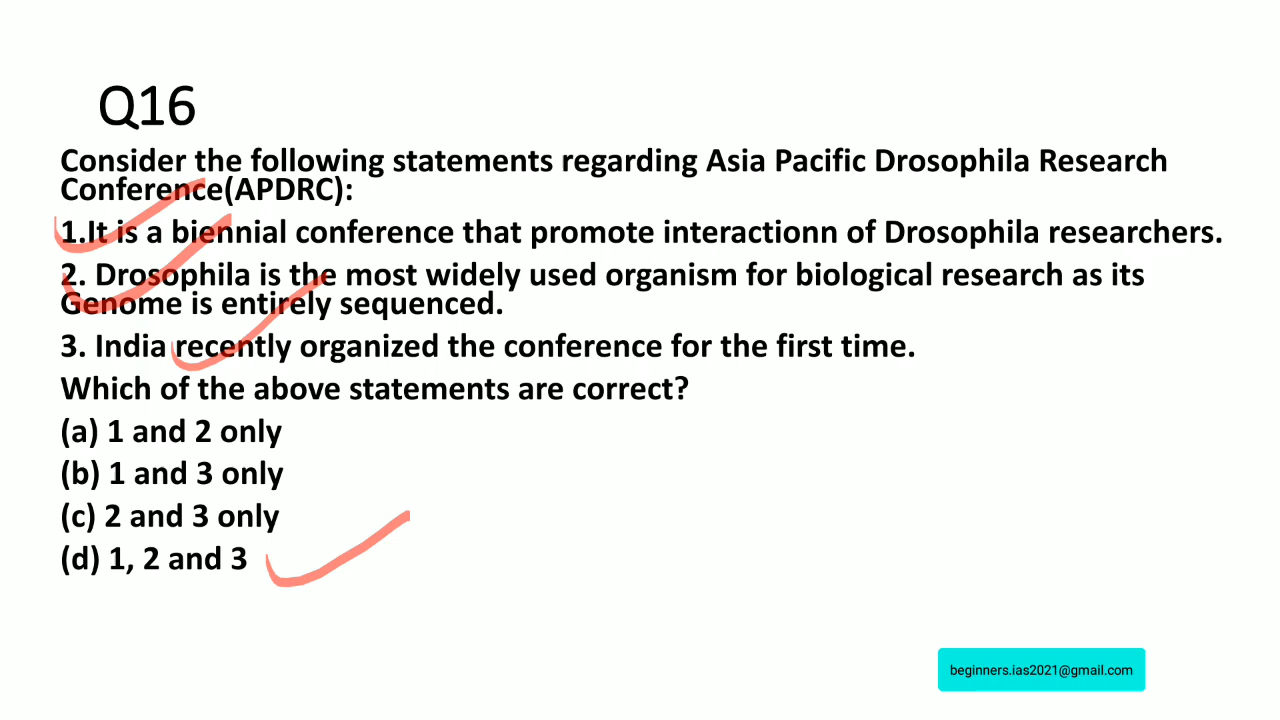 Q16
Consider the following statements regarding Asia Pacific Drosophila Research
Conference(APDRC):
1.It is a biennial conference that promote interactionn of Drosophila researchers.
2. Drosophila is the most widely used organism for biological research as its
Genome is entirely sequenced.
3. India recently organized the conference for the first time.
Which of the above statements are correct?
(a) 1 and 2 only
(b) 1 and 3 only
(c) 2 and 3 only
(d) 1, 2 and 3
beginners.ias2021@gmail.com